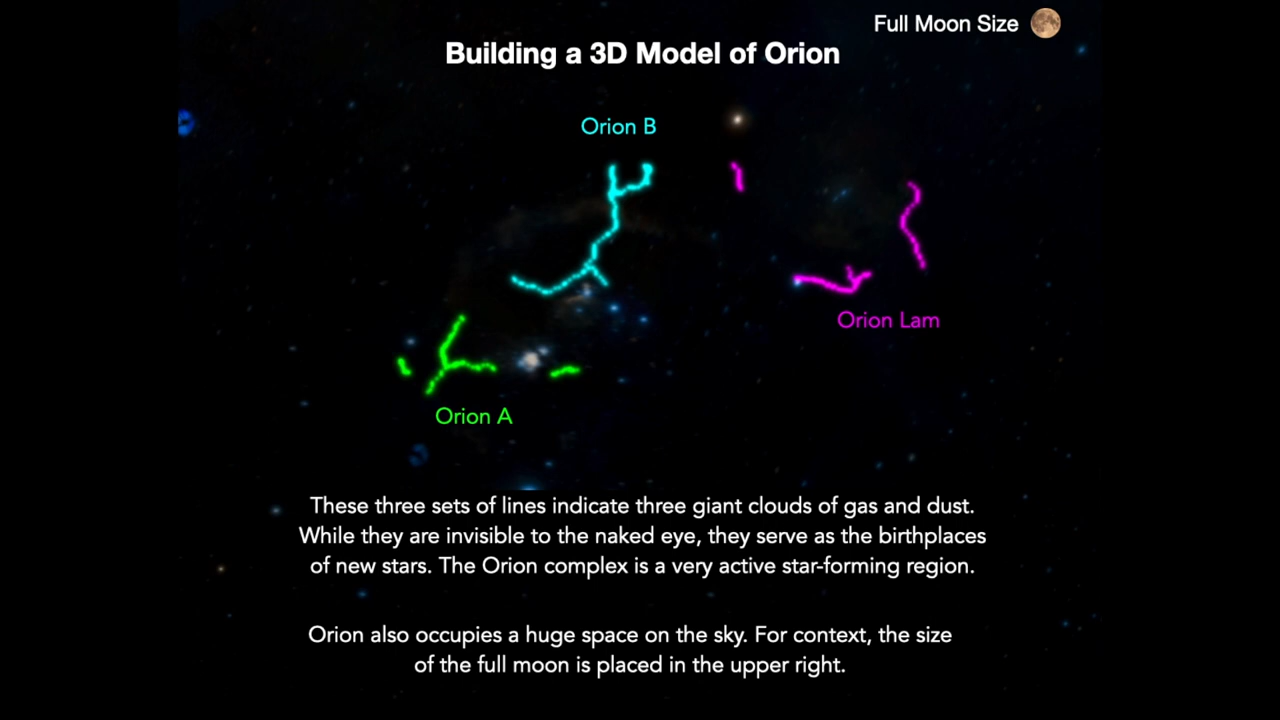 Full Moon Size
Building a 3D Model of Orion
Orion B
Orion Lam
Orion A
These three sets of lines indicate three giant clouds of gas and dust.
While they are invisible to the naked eye, they serve as the birthplaces
of new stars. The Orion complex is a very active star-forming region.
Orion also occupies a huge space on the sky. For context, the size
of the full moon is placed in the upper right.